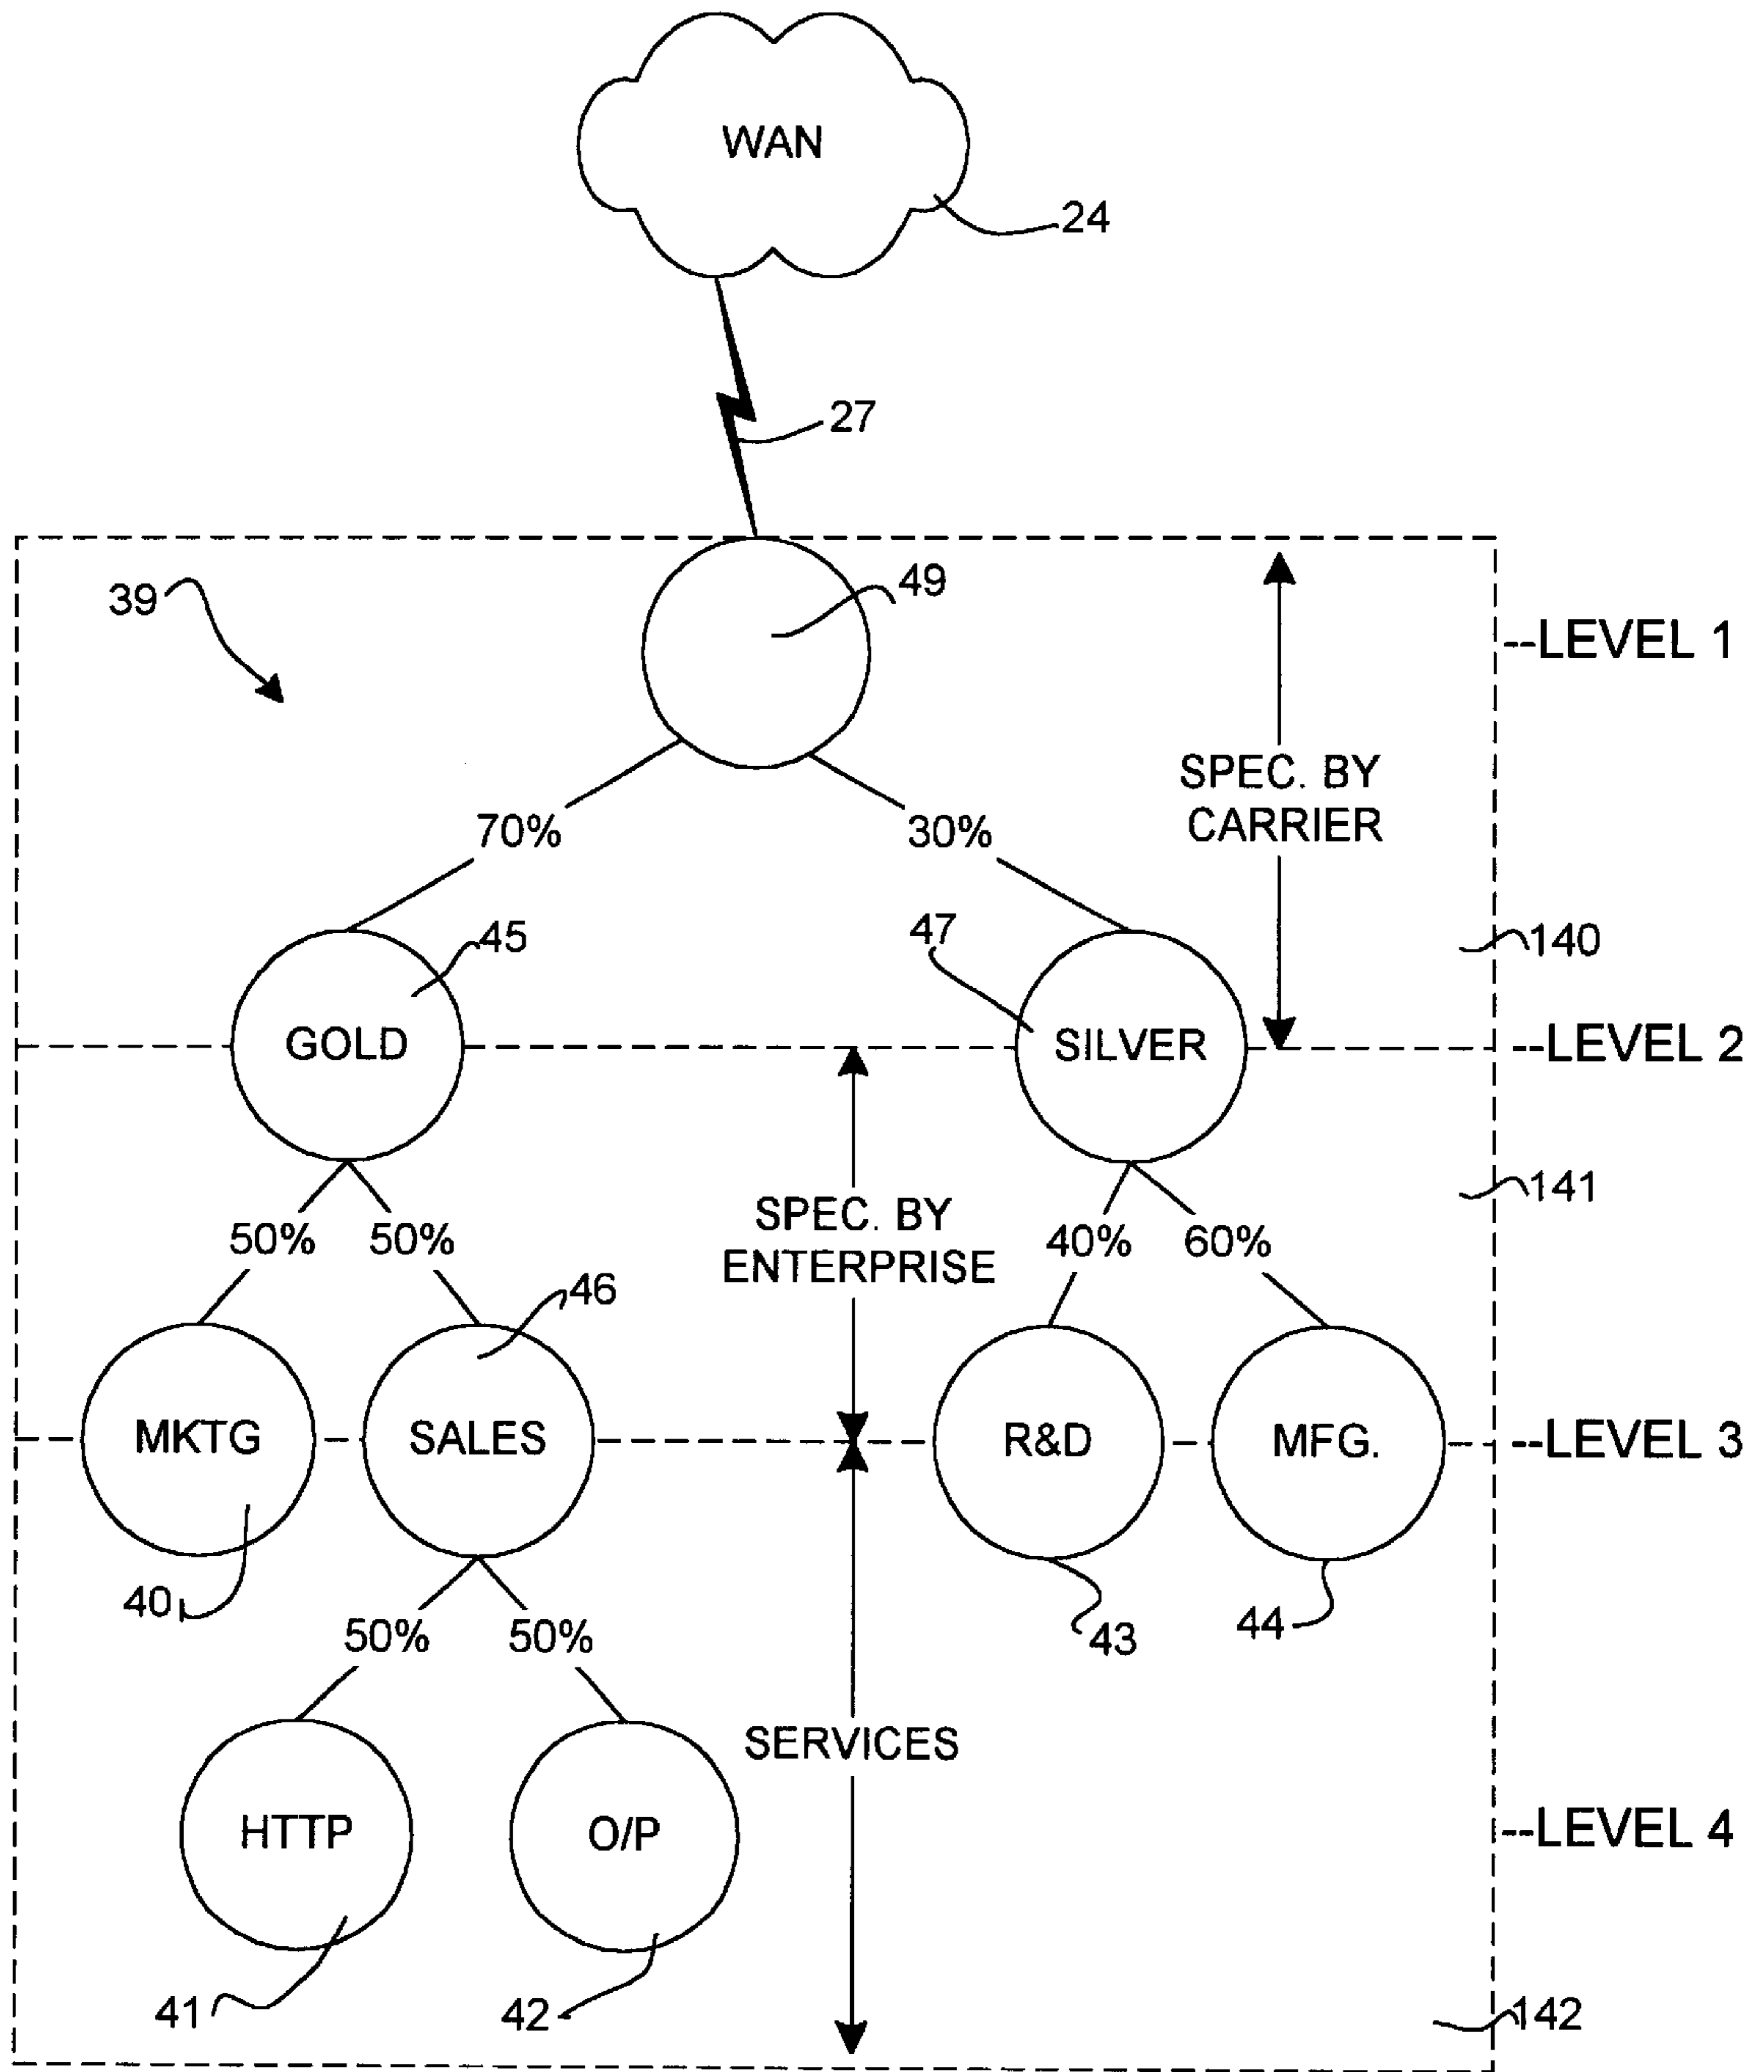 WAN
24
27
39
49
--LEVEL 1
SPEC. BY
CARRIER
70%
30%
45
47
140
GOLD
SILVER
--LEVEL 2
141
SPEC. BY
ENTERPRISE
50%
50%
40%
60%
46
MKTG
SALES
R&D
MFG.
--LEVEL 3
40
43
44
50%
50%
SERVICES
HTTP
O/P
--LEVEL 4
41
42
142